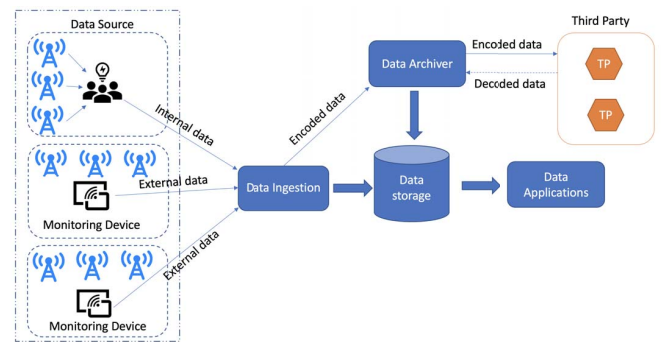 Data Source
Third Party
Encoded data
Data Archiver
TP
Decoded data
TP
Encoded data
Internal data
External data
Data Ingestion
Data
storage
Data
Applications
Monitoring Device
External data
Monitoring Device